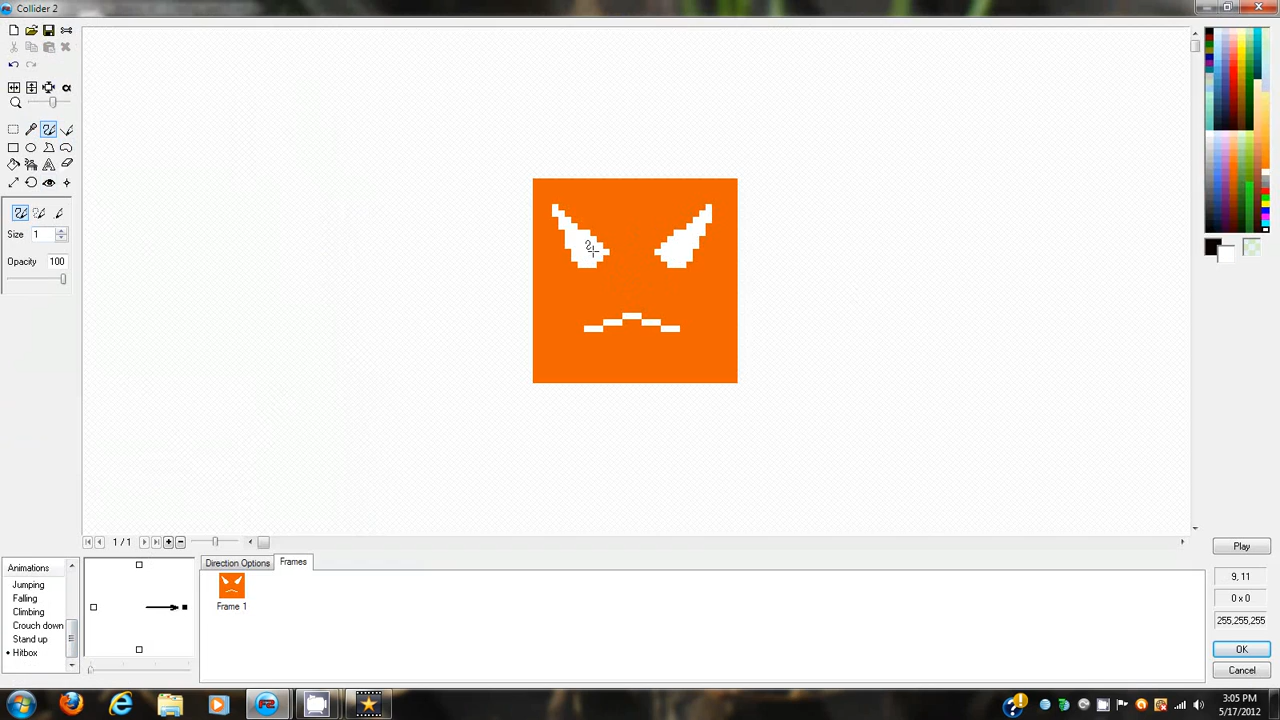 Collider 2
Size 1
Opacity 100
1 / 1
Animations
Jumping
Falling
Climbing
Crouch down
Stand up
Hitbox
Direction Options
Frames
Frame 1
Play
9, 11
0 x 0
255,255,255
OK
Cancel
3:05 PM
5/17/2012